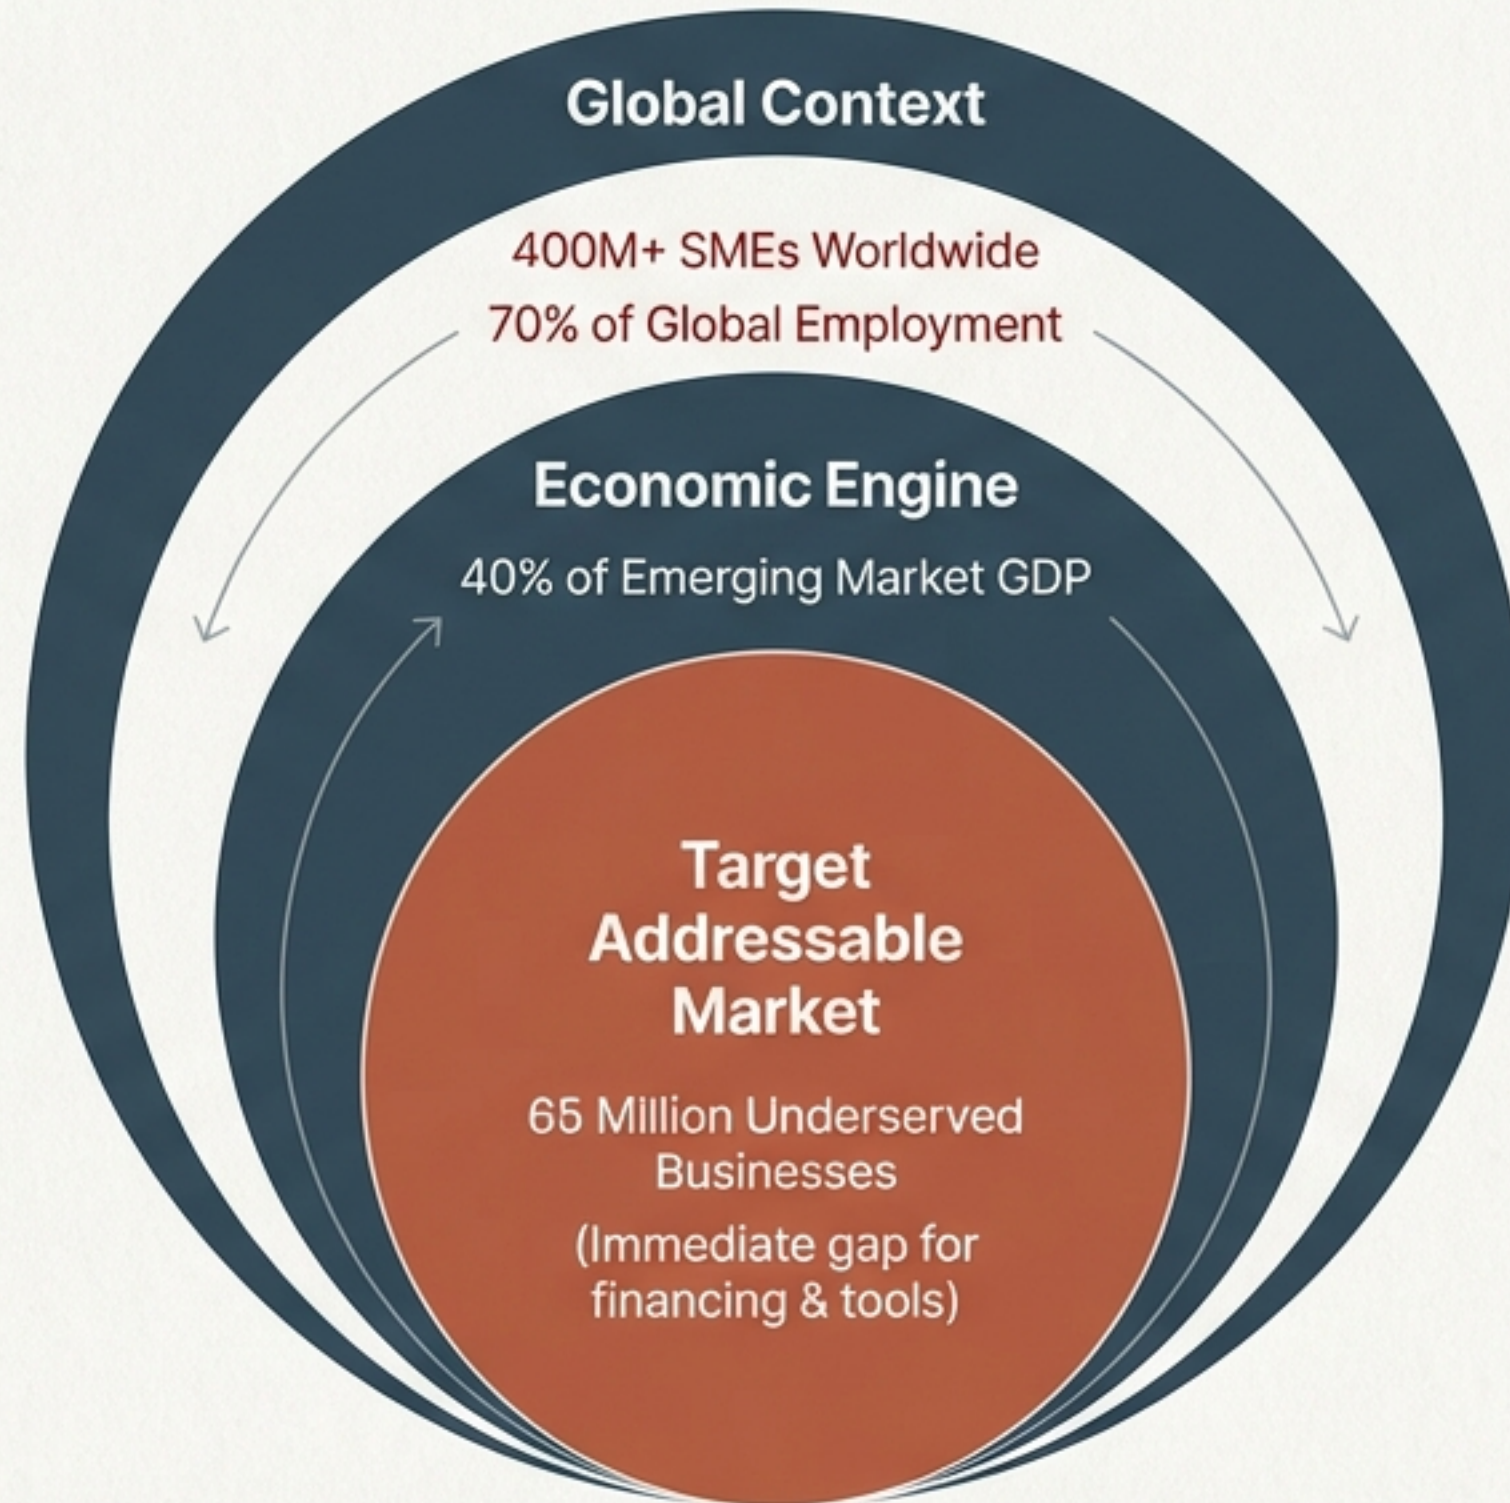 Global Context
400M+ SMEs Worldwide
70% of Global Employment
Economic Engine
40% of Emerging Market GDP
Target
Addressable
Market
65 Million Underserved
Businesses
(Immediate gap for
financing & tools)